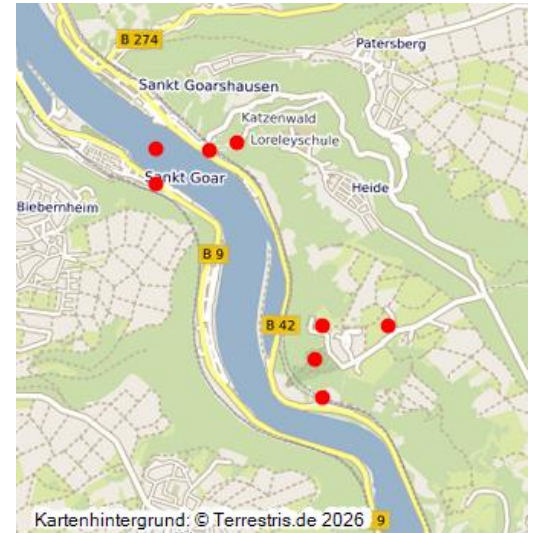 B 274
Patersberg
Sankt Goarshausen
Katzenwald
Loreleyschule
Sankt Goar
Heide
Biebernheim
B 9
B 42
Kartenhintergrund: © Terrestris.de 2026
9